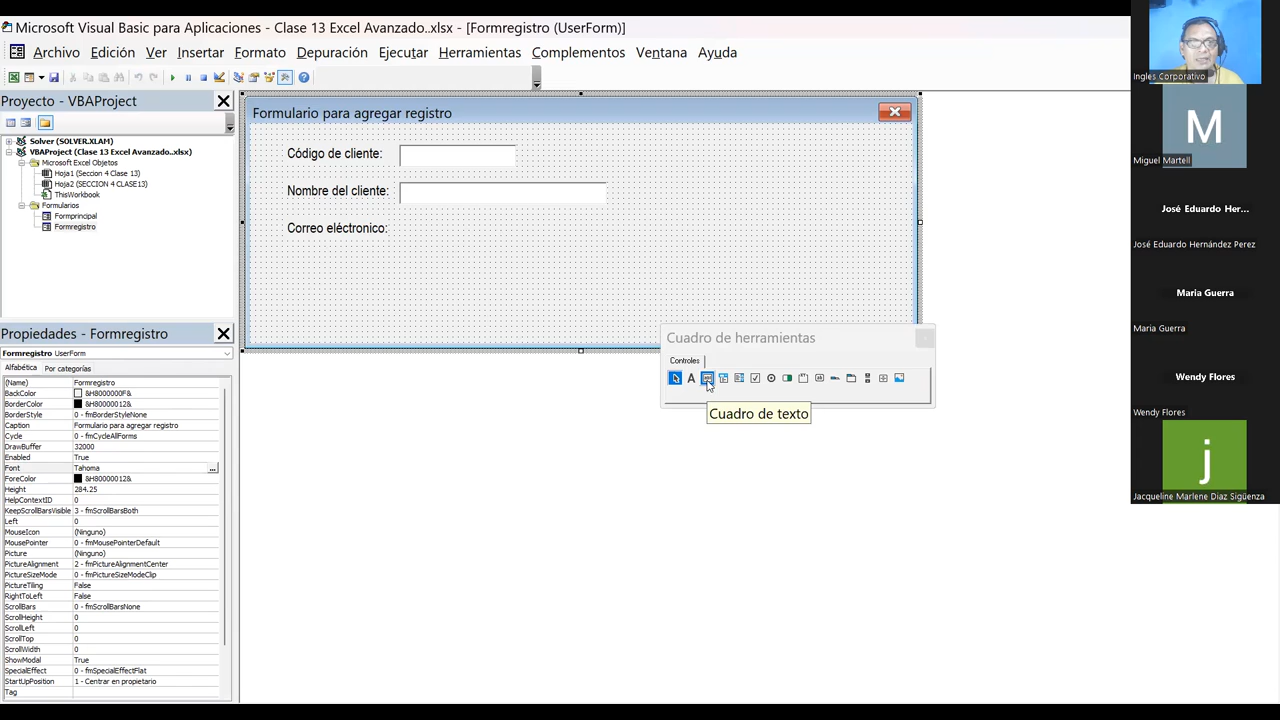 Microsoft Visual Basic para Aplicaciones - Clase 13 Excel Avanzado..xlsx - [Formregistro (UserForm)]
Archivo Edición Ver Insertar Formato Depuración Ejecutar Herramientas Complementos Ventana Ayuda
Proyecto - VBAProject
Solver (SOLVER.XLAM)
VBAProject (Clase 13 Excel Avanzado..xlsx)
Microsoft Excel Objetos
Hoja1 (Seccion 4 Clase 13)
Hoja2 (SECCION 4 CLASE13)
ThisWorkbook
Formularios
Formprincipal
Formregistro
Propiedades - Formregistro
Formregistro UserForm
Alfabética Por categorías
(Name) Formregistro
BackColor &H8000000F&
BorderColor &H80000012&
BorderStyle 0 - fmBorderStyleNone
Caption Formulario para agregar registro
Cycle 0 - fmCycleAllForms
DrawBuffer 32000
Enabled True
Font Tahoma
...
ForeColor &H80000012&
Height 284.25
HelpContextID 0
KeepScrollBarsVisible 3 - fmScrollBarsBoth
Left 0
MouseIcon (Ninguno)
MousePointer 0 - fmMousePointerDefault
Picture (Ninguno)
PictureAlignment 2 - fmPictureAlignmentCenter
PictureSizeMode 0 - fmPictureSizeModeClip
PictureTiling False
RightToLeft False
ScrollBars 0 - fmScrollBarsNone
ScrollHeight 0
ScrollLeft 0
ScrollTop 0
ScrollWidth 0
ShowModal True
SpecialEffect 0 - fmSpecialEffectFlat
StartUpPosition 1 - Centrar en propietario
Tag
Formulario para agregar registro
Código de cliente:
Nombre del cliente:
Correo eléctronico:
Cuadro de herramientas
Controles
A
Cuadro de texto
Ingles Corporativo
M
Miguel Martell
José Eduardo Her...
José Eduardo Hernández Perez
Maria Guerra
Maria Guerra
Wendy Flores
Wendy Flores
j
Jacqueline Marlene Diaz Sigüenza